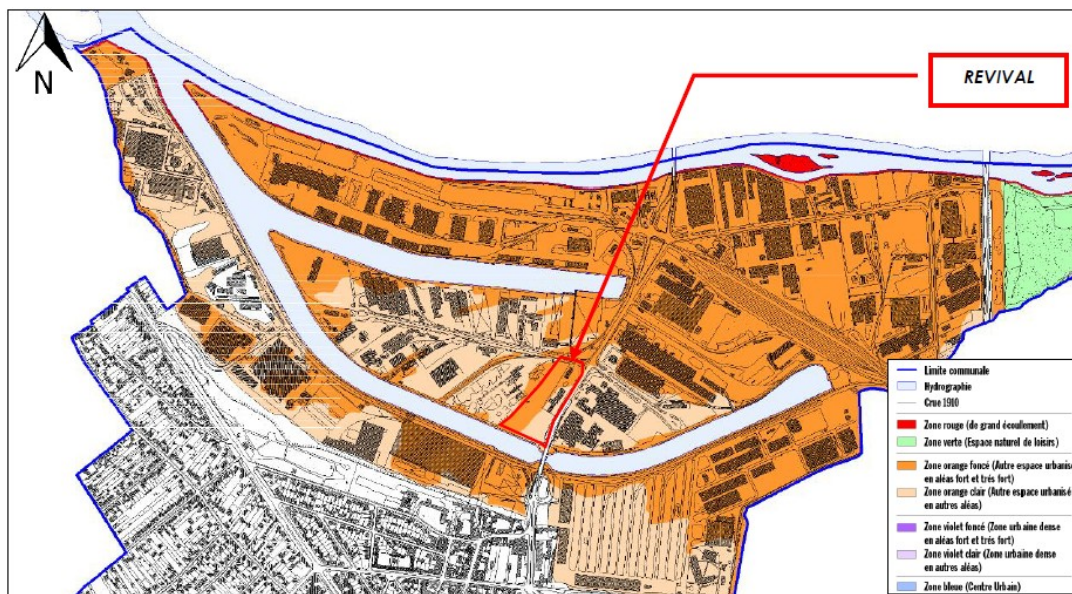 N
REVIVAL
Limite communale
Hydrographie
Crue 1910
Zone rouge (de grand écoulement)
Zone verte (Espace naturel de loisirs)
Zone orange foncé (Autre espace urbanisé
en aléas fort et trés fort)
Zone orange clair (Autre espace urbanisé
en autres aléas)
Zone violet foncé (Zone urbaine dense
en aléas fort et trés fort)
Zone violet clair (Zone urbaine dense
en autres aléas)
Zone bleue (Centre Urbain)